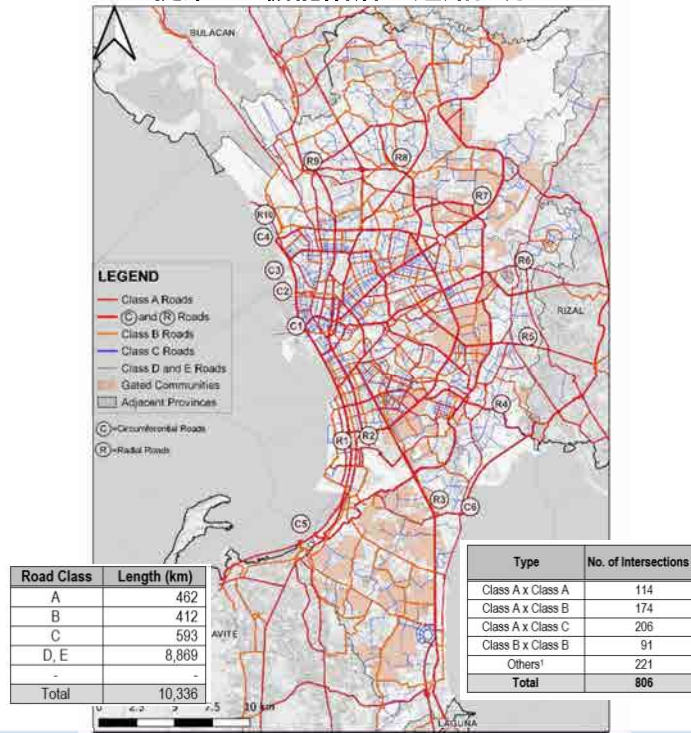 BULACAN
R9
R8
R7
R10
C4
R6
C3
C2
RIZAL
C1
R5
R4
R1
R2
R3
C6
C5
LEGEND
Class A Roads
C and R Roads
Class B Roads
Class C Roads
Class D and E Roads
Gated Communities
Adjacent Provinces
C =Circumferential Roads
R =Radial Roads
Road Class Length (km)
A 462
B 412
C 593
D, E 8,869
- -
Total 10,336
Type No. of Intersections
Class A x Class A 114
Class A x Class B 174
Class A x Class C 206
Class B x Class B 91
Others¹ 221
Total 806
AVITE
0 2.5 5 7.5 10 km
LAGUNA